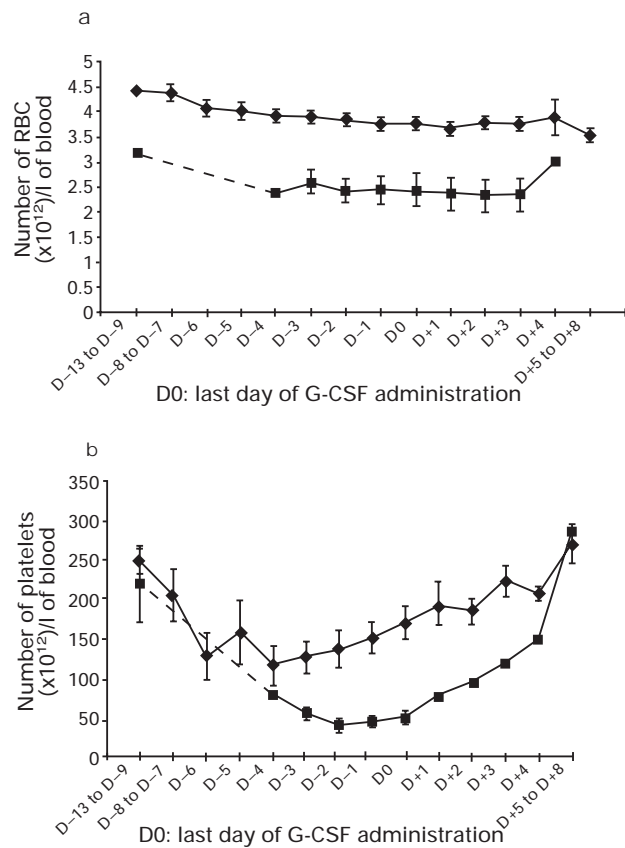 a
Number of RBC
(x10¹²)/l of blood
5
4.5
4
3.5
3
2.5
2
1.5
1
0.5
0
D–13 to D–9
D–8 to D–7
D–6
D–5
D–4
D–3
D–2
D–1
D0
D+1
D+2
D+3
D+4
D+5 to D+8
D0: last day of G-CSF administration
b
Number of platelets
(x10¹²)/l of blood
350
300
250
200
150
100
50
0
D–13 to D–9
D–8 to D–7
D–6
D–5
D–4
D–3
D–2
D–1
D0
D+1
D+2
D+3
D+4
D+5 to D+8
D0: last day of G-CSF administration